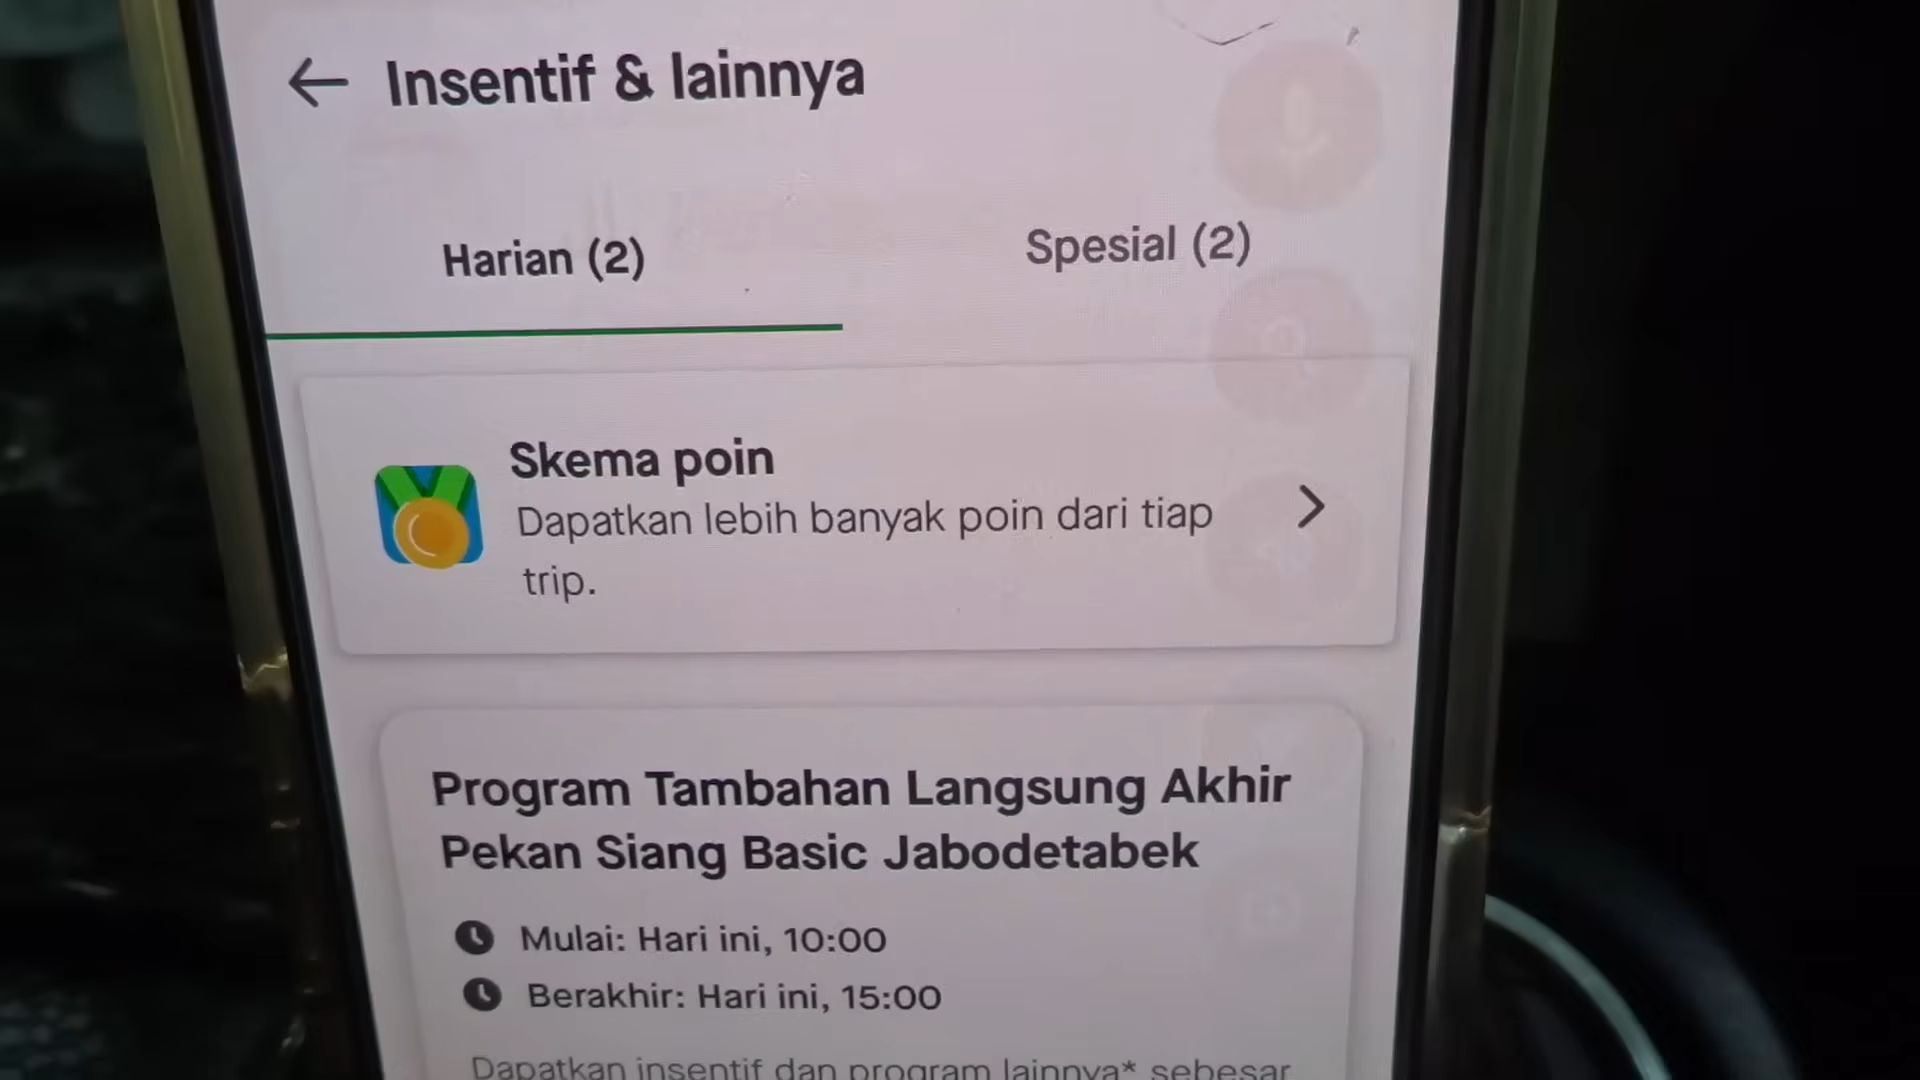 Insentif & lainnya
Harian (2)
Spesial (2)
Skema poin
Dapatkan lebih banyak poin dari tiap
trip.
Program Tambahan Langsung Akhir
Pekan Siang Basic Jabodetabek
Mulai: Hari ini, 10:00
Berakhir: Hari ini, 15:00
Dapatkan insentif dan program lainnya* sebesar